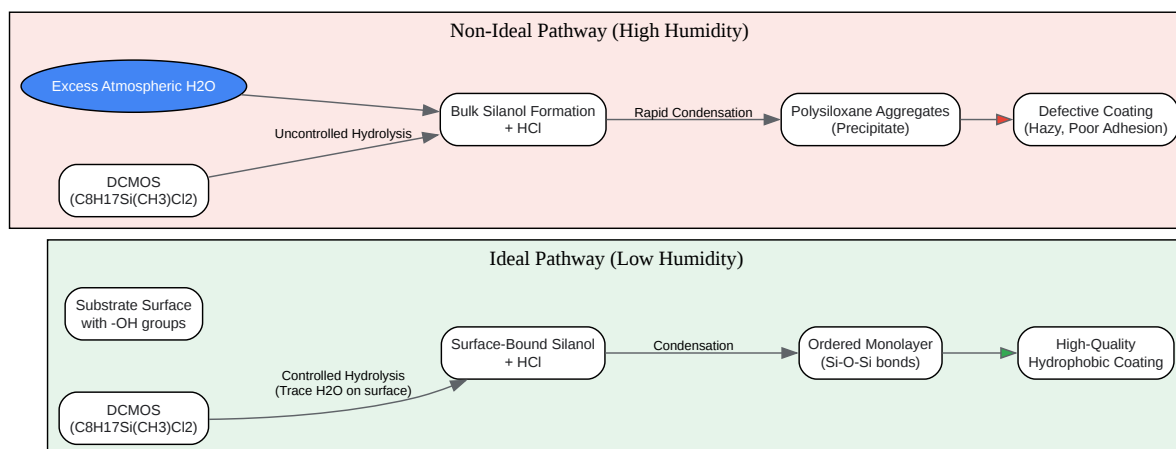 Non-Ideal Pathway (High Humidity)
Excess Atmospheric H2O
Uncontrolled Hydrolysis
DCMOS
(C8H17Si(CH3)Cl2)
Bulk Silanol Formation
+ HCl
Rapid Condensation
Polysiloxane Aggregates
(Precipitate)
Defective Coating
(Hazy, Poor Adhesion)
Ideal Pathway (Low Humidity)
Substrate Surface
with -OH groups
DCMOS
(C8H17Si(CH3)Cl2)
Controlled Hydrolysis
(Trace H2O on surface)
Surface-Bound Silanol
+ HCl
Condensation
Ordered Monolayer
(Si-O-Si bonds)
High-Quality
Hydrophobic Coating